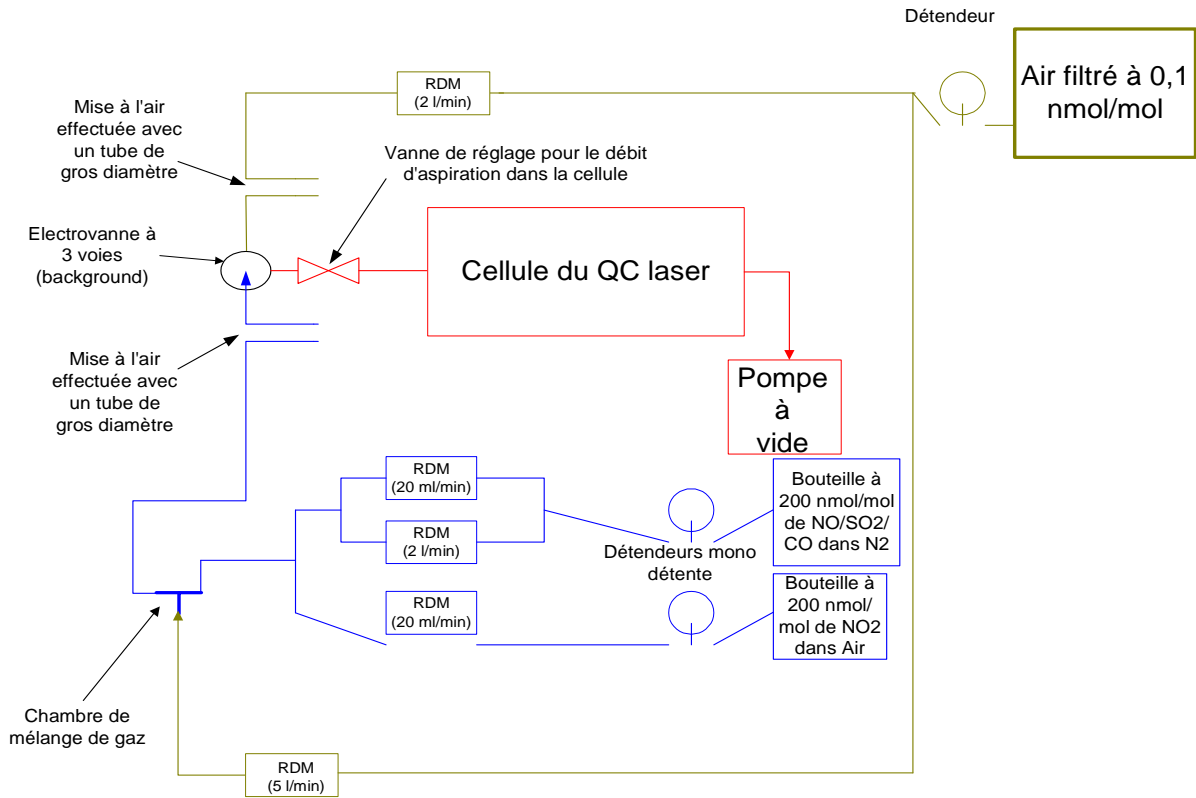 Détendeur
Air filtré à 0,1
nmol/mol
RDM
(2 l/min)
Mise à l'air
effectuée avec
un tube de
gros diamètre
Vanne de réglage pour le débit
d'aspiration dans la cellule
Electrovanne à
3 voies
(background)
Cellule du QC laser
Mise à l'air
effectuée avec
un tube de
gros diamètre
Pompe
à
vide
RDM
(20 ml/min)
RDM
(2 l/min)
Bouteille à
200 nmol/mol
de NO/SO2/
CO dans N2
Détendeurs mono
détente
RDM
(20 ml/min)
Bouteille à
200 nmol/
mol de NO2
dans Air
Chambre de
mélange de gaz
RDM
(5 l/min)